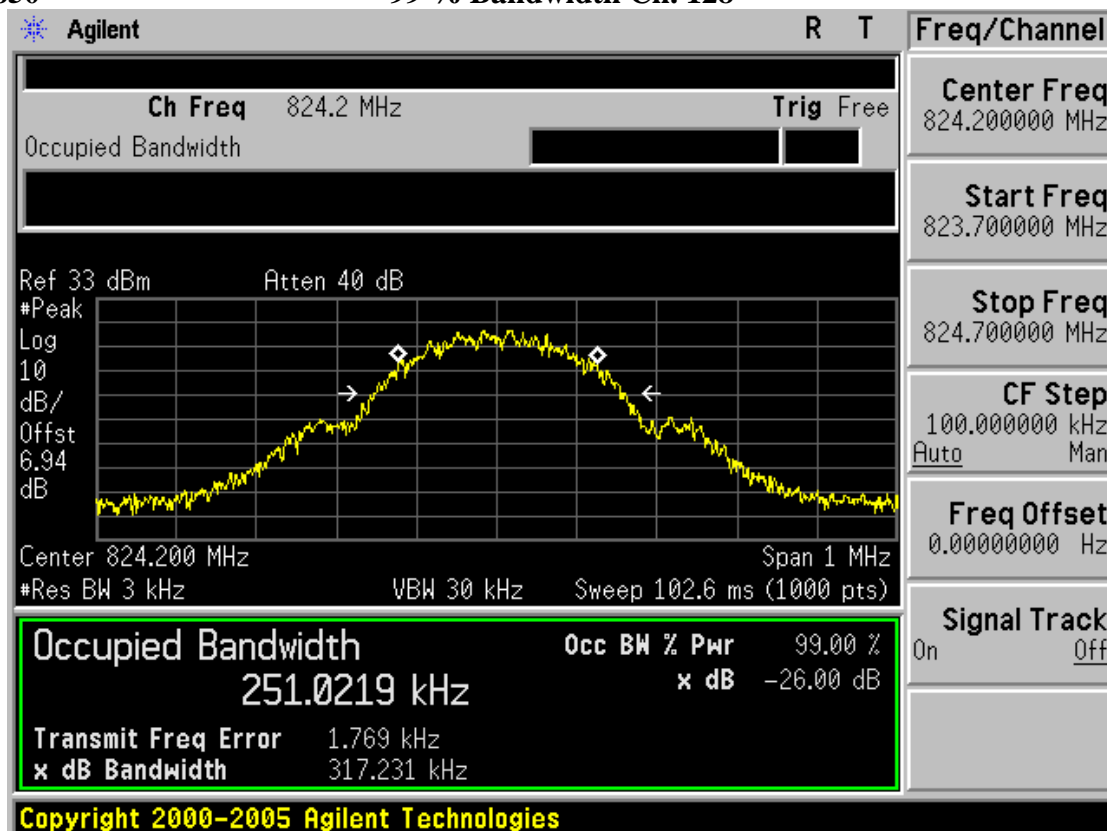 99 % Bandwidth Ch. 128
Agilent R T Freq/Channel
Ch Freq 824.2 MHz Trig Free
Occupied Bandwidth
Center Freq
824.200000 MHz
Start Freq
823.700000 MHz
Stop Freq
824.700000 MHz
CF Step
100.000000 kHz
Auto Man
Freq Offset
0.00000000 Hz
Signal Track
On Off
Ref 33 dBm Atten 40 dB
#Peak
Log
10
dB/
Offst
6.94
dB
Center 824.200 MHz Span 1 MHz
#Res BW 3 kHz VBW 30 kHz Sweep 102.6 ms (1000 pts)
Occupied Bandwidth Occ BW % Pwr 99.00 %
251.0219 kHz x dB -26.00 dB
Transmit Freq Error 1.769 kHz
x dB Bandwidth 317.231 kHz
Copyright 2000-2005 Agilent Technologies